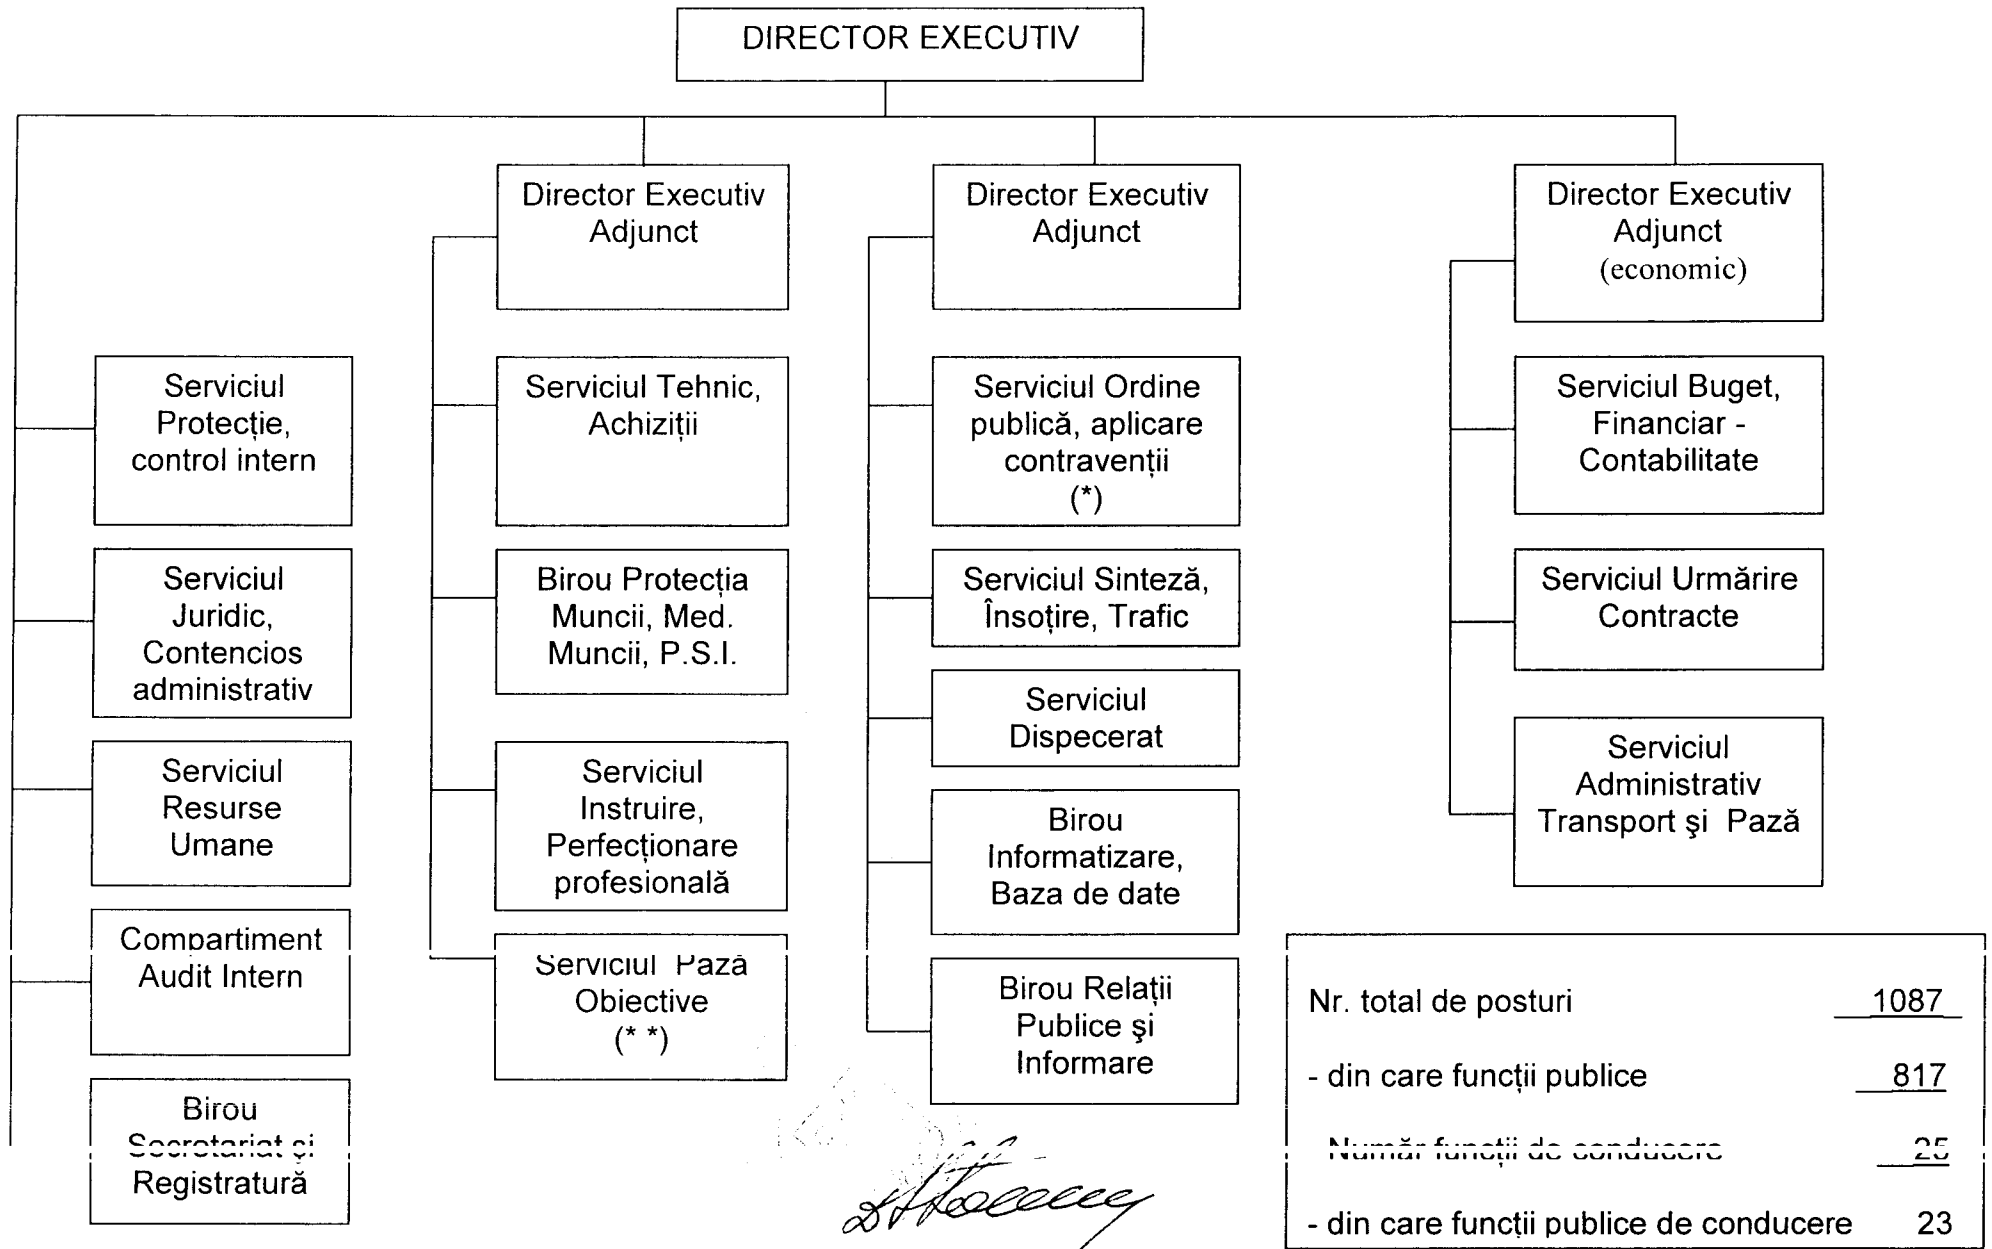 DIRECTOR EXECUTIV
Director Executiv
Adjunct
Director Executiv
Adjunct
Director Executiv
Adjunct
(economic)
Serviciul
Protecție,
control intern
Serviciul
Juridic,
Contencios
administrativ
Serviciul
Resurse
Umane
Compartiment
Audit Intern
Birou
Secretariat și
Registratură
Serviciul Tehnic,
Achiziții
Birou Protecția
Muncii, Med.
Muncii, P.S.I.
Serviciul
Instruire,
Perfecționare
profesională
Serviciul Pază
Obiective
(* *)
Serviciul Ordine
publică, aplicare
contravenții
(*)
Serviciul Sinteză,
Însoțire, Trafic
Serviciul
Dispecerat
Birou
Informatizare,
Baza de date
Birou Relații
Publice şi
Informare
Serviciul Buget,
Financiar -
Contabilitate
Serviciul Urmărire
Contracte
Serviciul
Administrativ
Transport şi Pază
Nr. total de posturi 1087
- din care funcții publice 817
Număr funcții de conducere 25
- din care funcții publice de conducere 23